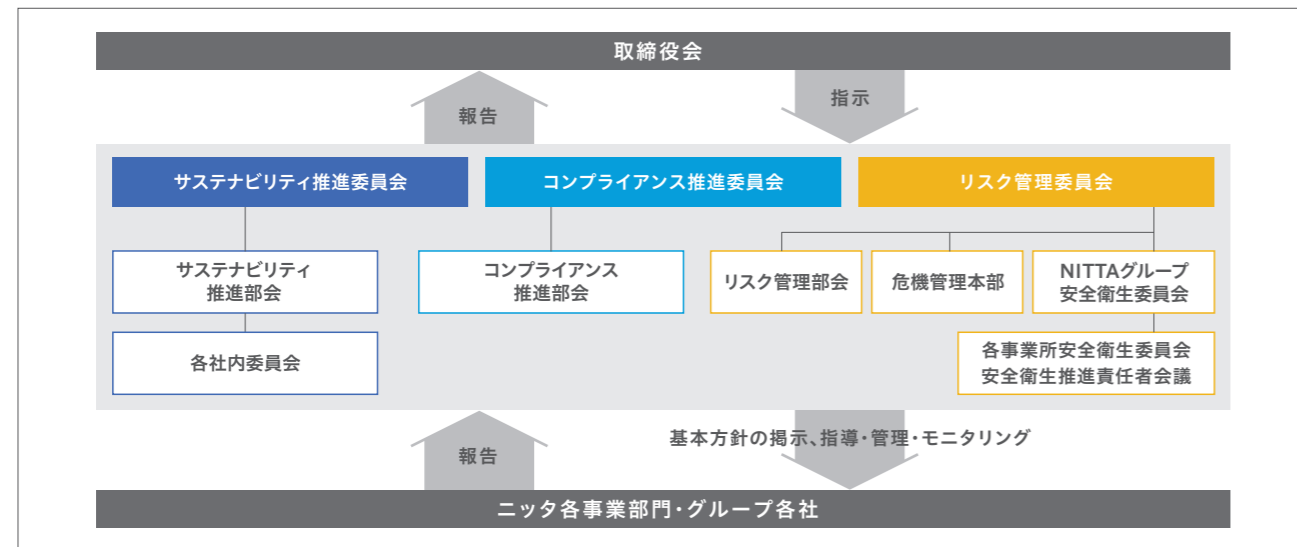 取締役会
報告
指示
サステナビリティ推進委員会
コンプライアンス推進委員会
リスク管理委員会
サステナビリティ
推進部会
コンプライアンス
推進部会
リスク管理部会
危機管理本部
NITTAグループ
安全衛生委員会
各社内委員会
各事業所安全衛生委員会
安全衛生推進責任者会議
報告
基本方針の掲示、指導・管理・モニタリング
ニッタ各事業部門・グループ各社